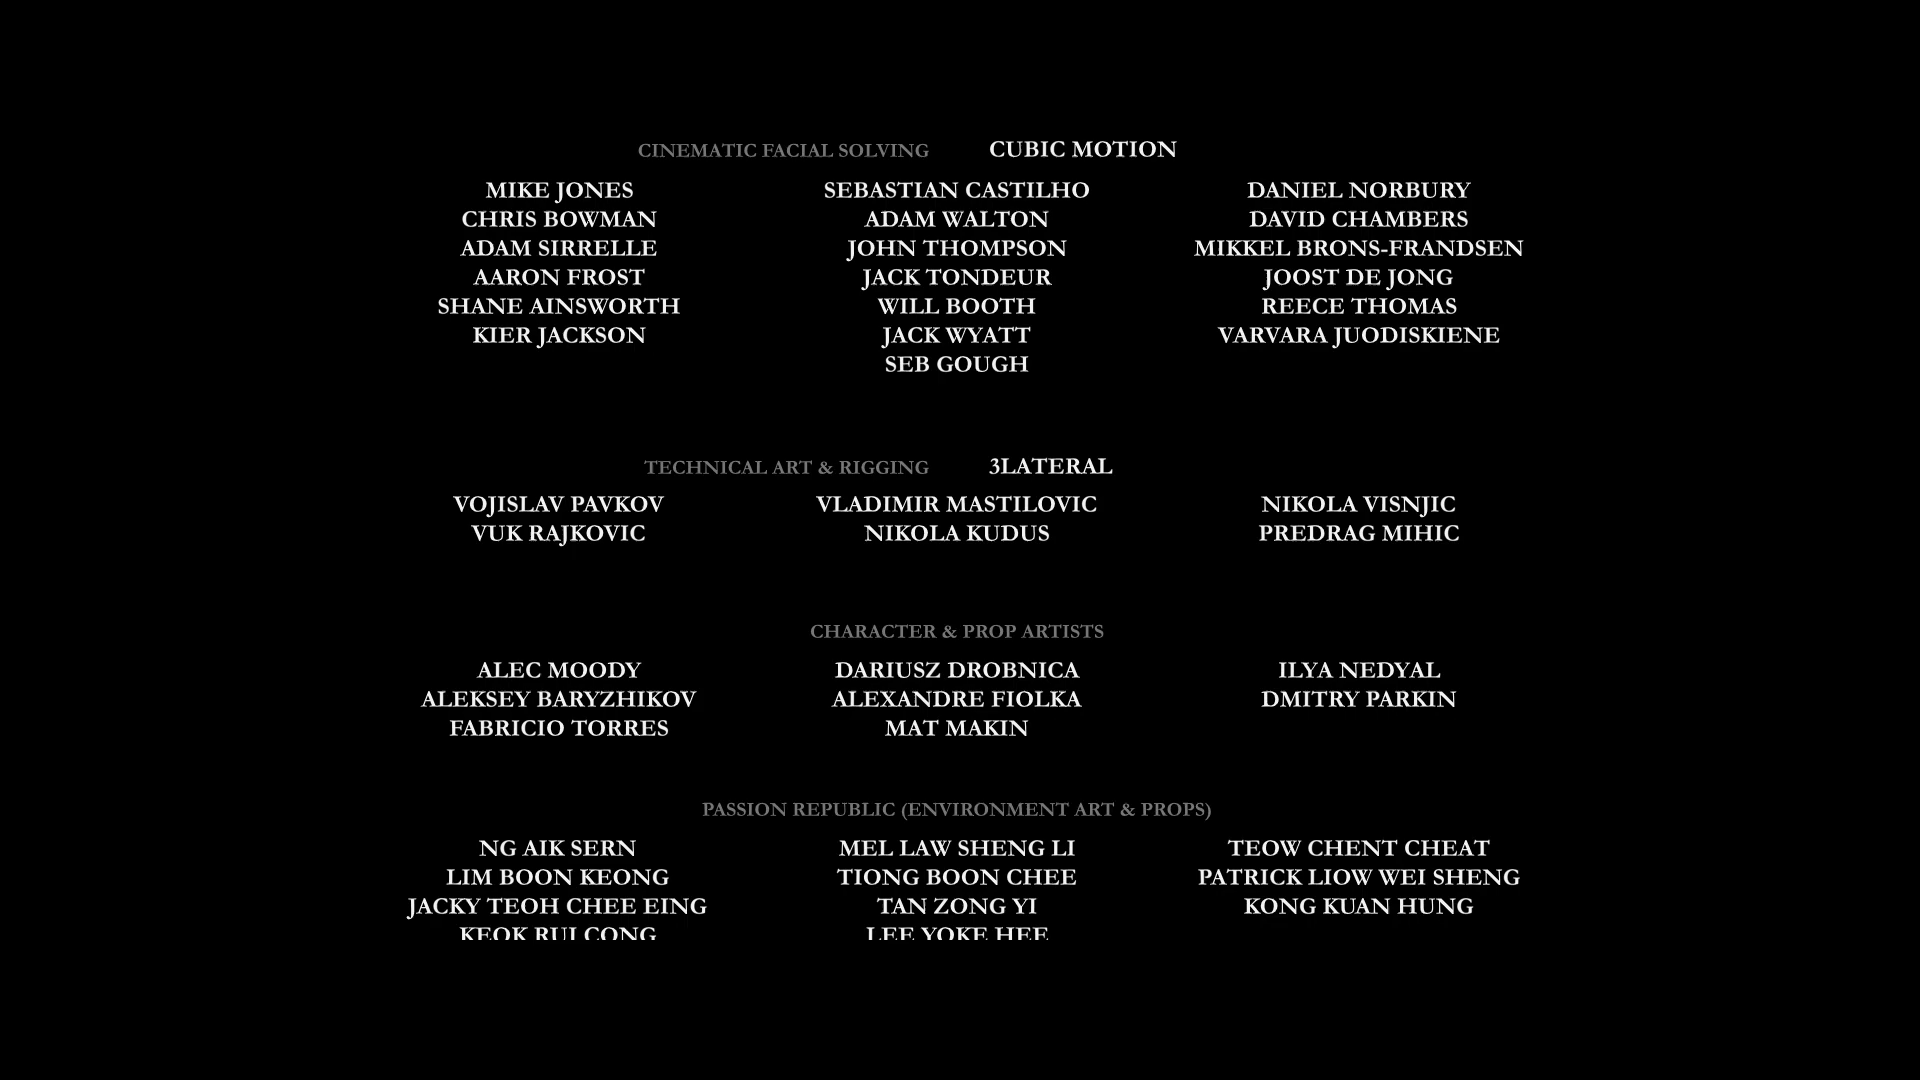 CINEMATIC FACIAL SOLVING CUBIC MOTION
MIKE JONES SEBASTIAN CASTILHO DANIEL NORBURY
CHRIS BOWMAN ADAM WALTON DAVID CHAMBERS
ADAM SIRRELLE JOHN THOMPSON MIKKEL BRONS-FRANDSEN
AARON FROST JACK TONDEUR JOOST DE JONG
SHANE AINSWORTH WILL BOOTH REECE THOMAS
KIER JACKSON JACK WYATT VARVARA JUODISKIENE
SEB GOUGH
TECHNICAL ART & RIGGING 3LATERAL
VOJISLAV PAVKOV VLADIMIR MASTILOVIC NIKOLA VISNJIC
VUK RAJKOVIC NIKOLA KUDUS PREDRAG MIHIC
CHARACTER & PROP ARTISTS
ALEC MOODY DARIUSZ DROBNICA ILYA NEDYAL
ALEKSEY BARYZHIKOV ALEXANDRE FIOLKA DMITRY PARKIN
FABRICIO TORRES MAT MAKIN
PASSION REPUBLIC (ENVIRONMENT ART & PROPS)
NG AIK SERN MEL LAW SHENG LI TEOW CHENT CHEAT
LIM BOON KEONG TIONG BOON CHEE PATRICK LIOW WEI SHENG
JACKY TEOH CHEE EING TAN ZONG YI KONG KUAN HUNG
KEOK RUI CONG LEE YOKE HEE